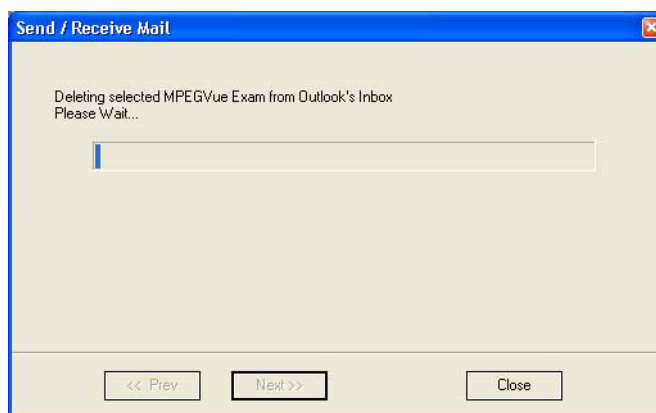 Send / Receive Mail
Deleting selected MPEGVue Exam from Outlook's Inbox
Please Wait...
<< Prev
Next >>
Close